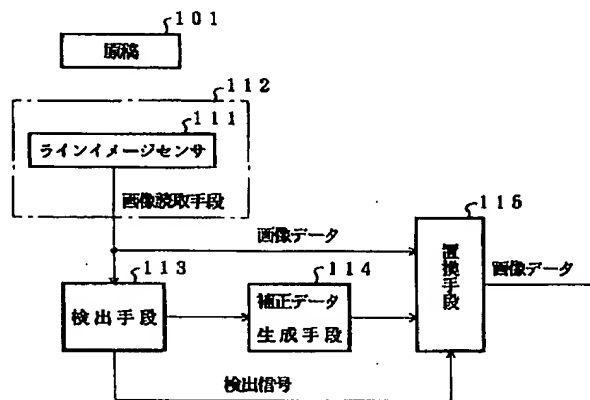 101
原稿
112
111
ラインイメージセンサ
画像読取手段
115
画像データ
置換手段
画像データ
113
検出手段
114
補正データ
生成手段
検出信号